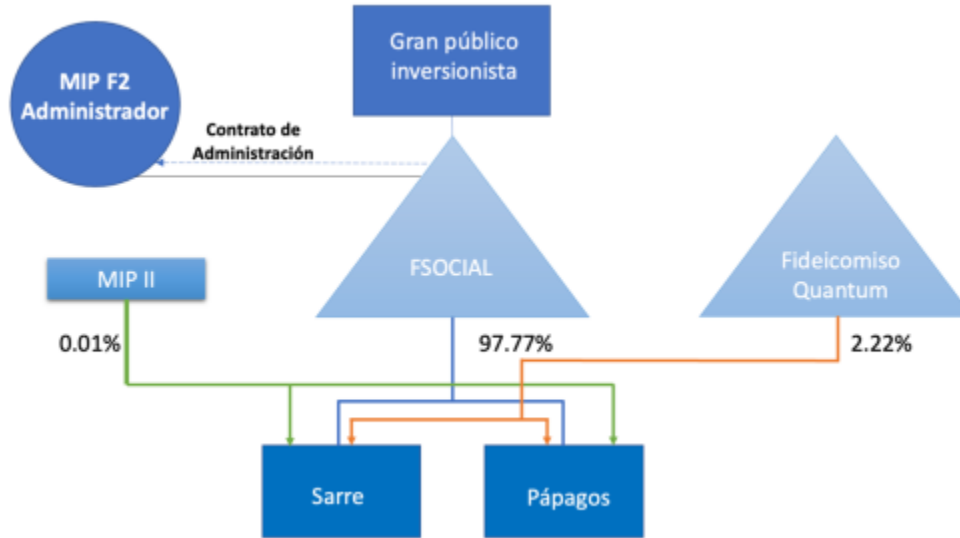 Gran público
inversionista
MIP F2
Administrador
Contrato de
Administración
MIP II
FSOCIAL
Fideicomiso
Quantum
0.01%
97.77%
2.22%
Sarre
Pápagos